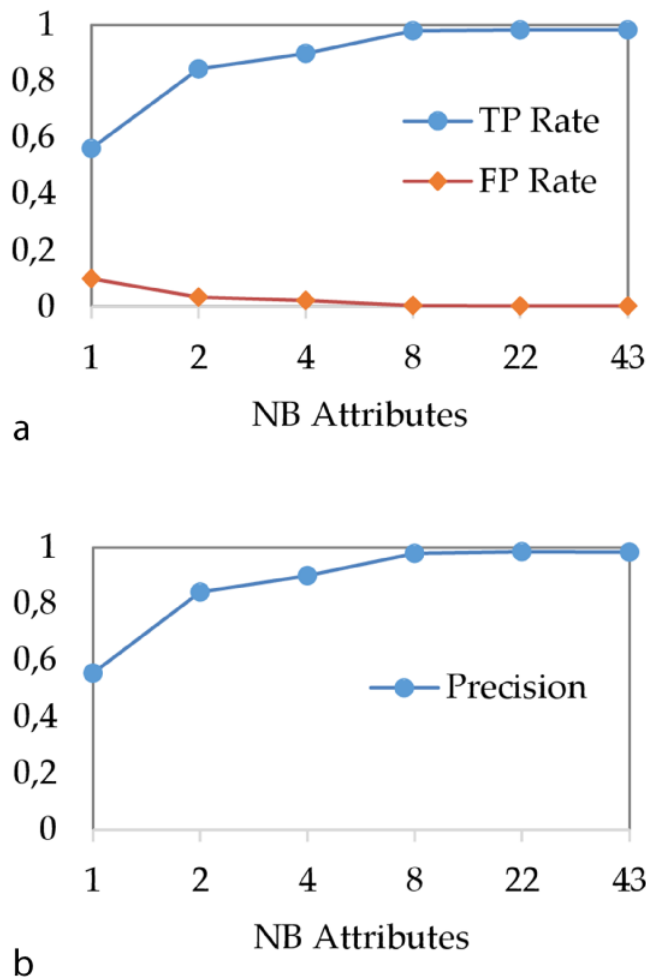 1
0,8
TP Rate
0,6
FP Rate
0,4
0,2
0
1 2 4 8 22 43
NB Attributes
a
1
0,8
0,6
Precision
0,4
0,2
0
1 2 4 8 22 43
NB Attributes
b